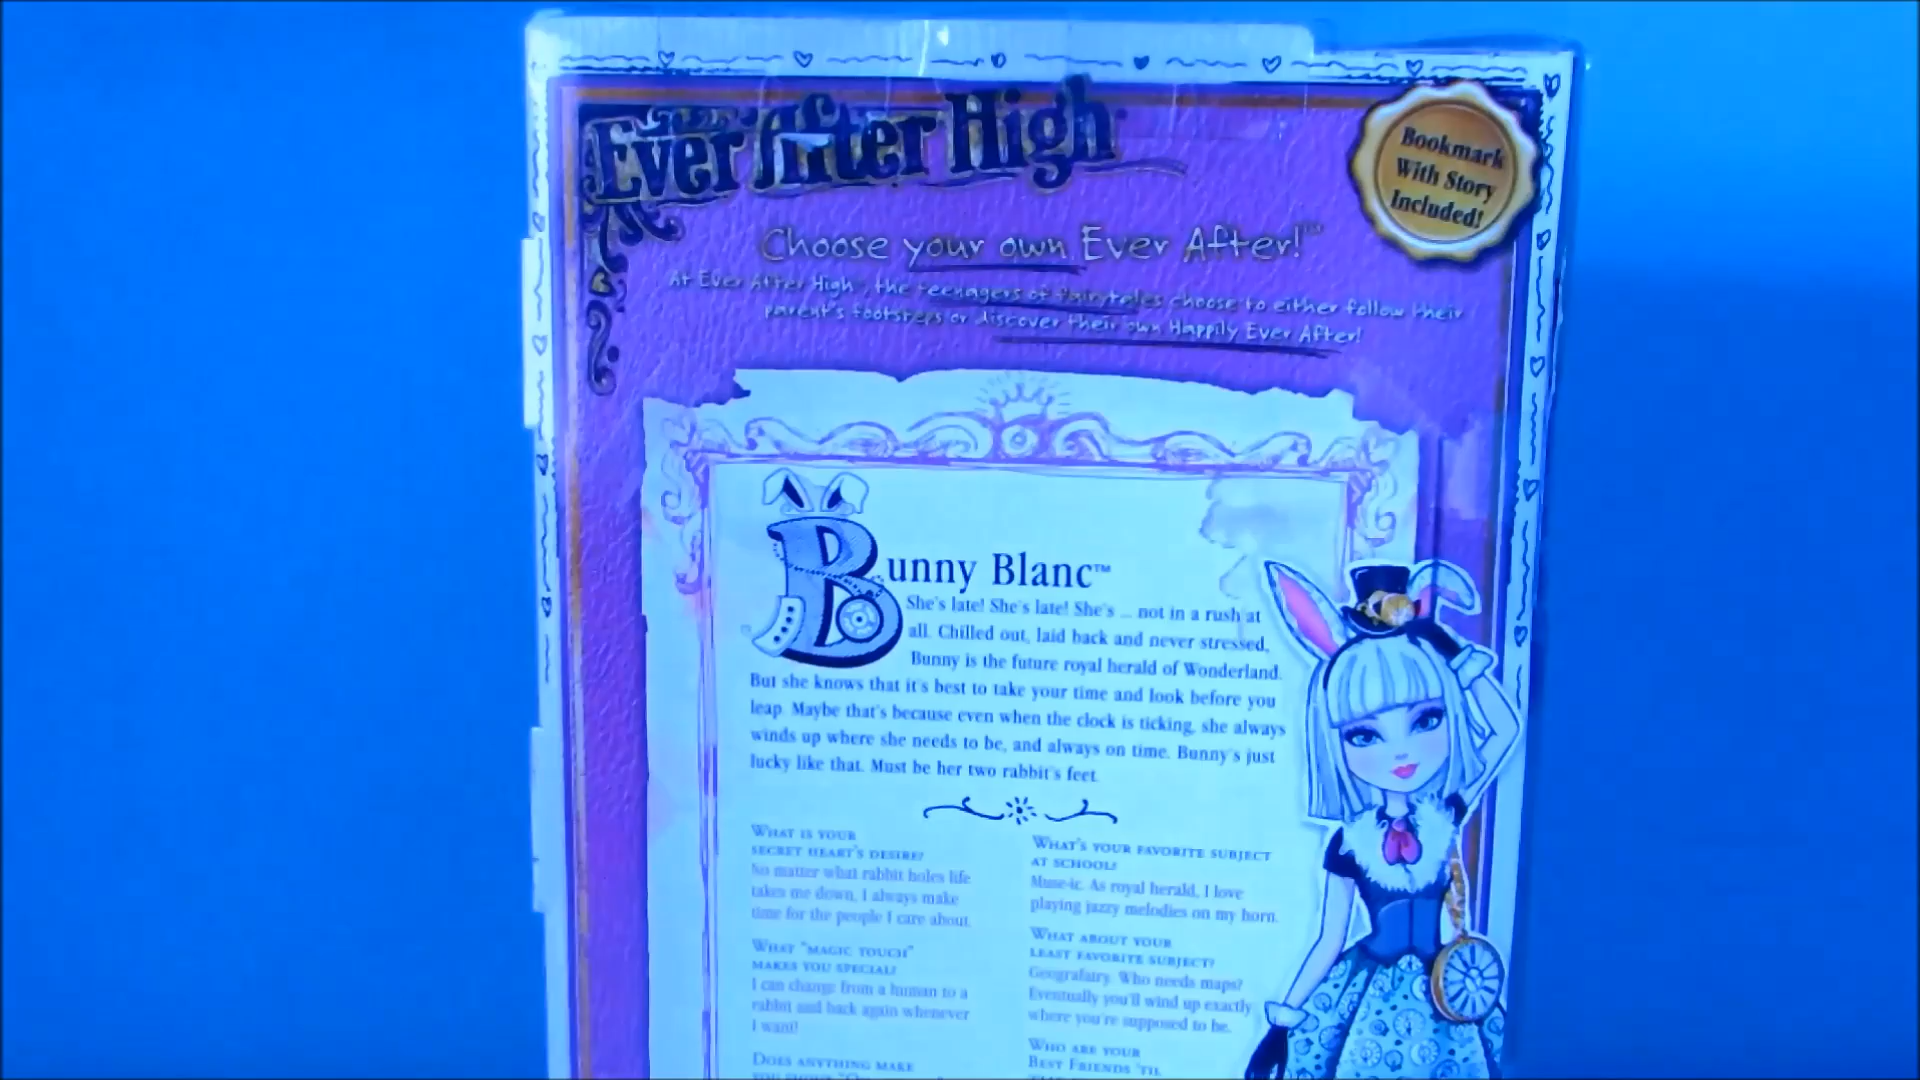 Ever After High
Bookmark
With Story
Included!
Choose your own Ever After!™
At Ever After High™, the teenagers of fairytales choose to either follow their
parent's footsteps or discover their own Happily Ever After!
Bunny Blanc™
She's late! She's late! She's ... not in a rush at
all. Chilled out, laid back and never stressed,
Bunny is the future royal herald of Wonderland.
But she knows that it's best to take your time and look before you
leap. Maybe that's because even when the clock is ticking, she always
winds up where she needs to be, and always on time. Bunny's just
lucky like that. Must be her two rabbit's feet.
WHAT IS YOUR
SECRET HEART'S DESIRE?
No matter what rabbit holes life
takes me down, I always make
time for the people I care about.
WHAT "MAGIC TOUCH"
MAKES YOU SPECIAL?
I can change from a human to a
rabbit and back again whenever
I want!
DOES ANYTHING MAKE
WHAT'S YOUR FAVORITE SUBJECT
AT SCHOOL?
Muse-ic. As royal herald, I love
playing jazzy melodies on my horn.
WHAT ABOUT YOUR
LEAST FAVORITE SUBJECT?
Geografairy. Who needs maps?
Eventually you'll wind up exactly
where you're supposed to be.
WHO ARE YOUR
BEST FRIENDS 'TIL